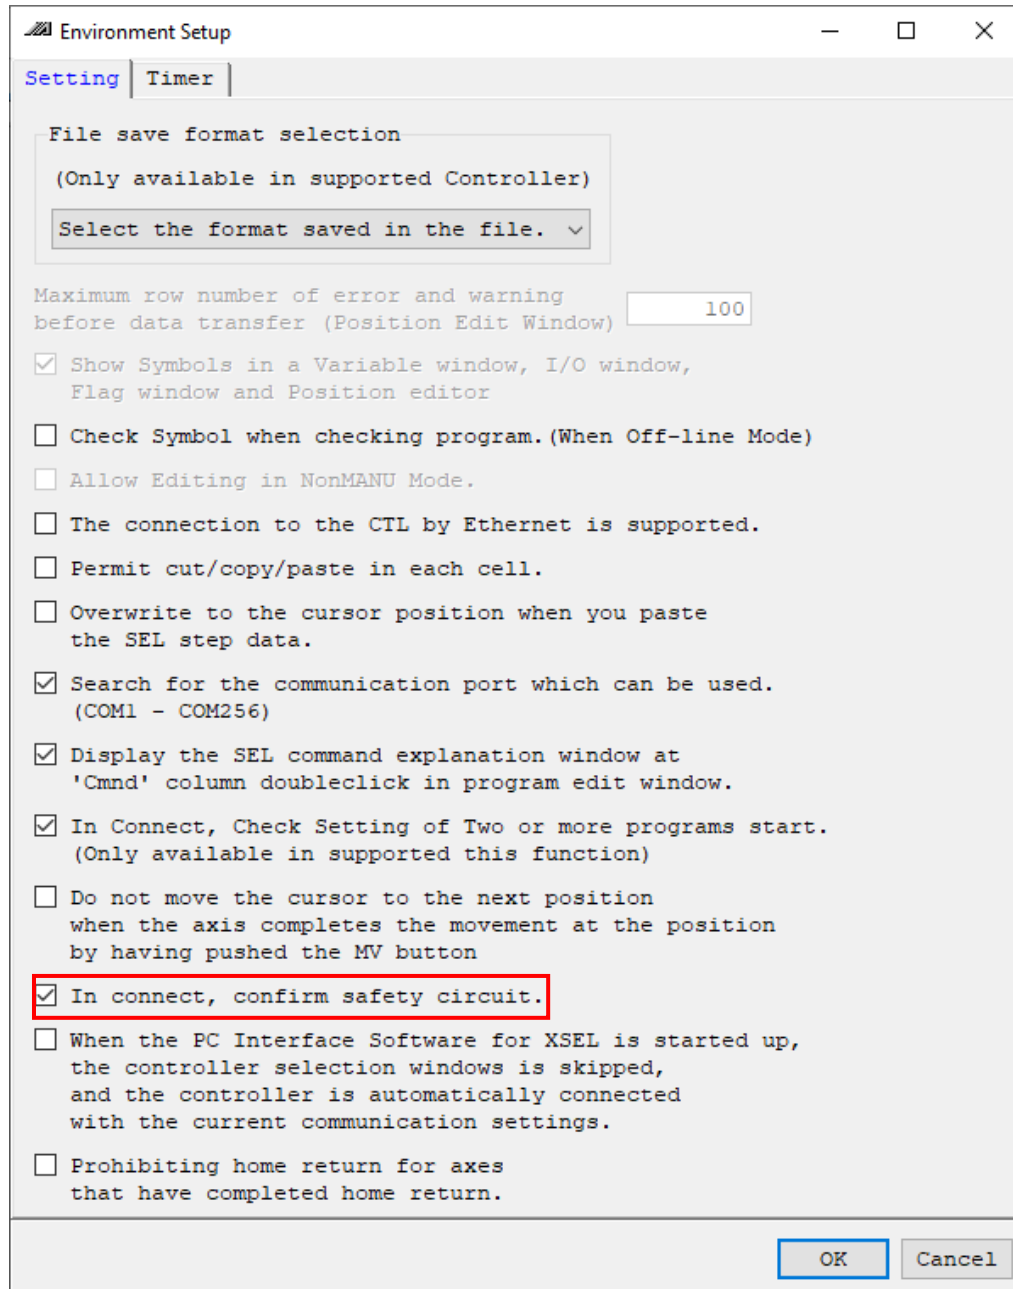 Environment Setup
Setting Timer
File save format selection
(Only available in supported Controller)
Select the format saved in the file.
Maximum row number of error and warning
before data transfer (Position Edit Window) 100
Show Symbols in a Variable window, I/O window,
Flag window and Position editor
Check Symbol when checking program.(When Off-line Mode)
Allow Editing in NonMANU Mode.
The connection to the CTL by Ethernet is supported.
Permit cut/copy/paste in each cell.
Overwrite to the cursor position when you paste
the SEL step data.
Search for the communication port which can be used.
(COM1 - COM256)
Display the SEL command explanation window at
'Cmnd' column doubleclick in program edit window.
In Connect, Check Setting of Two or more programs start.
(Only available in supported this function)
Do not move the cursor to the next position
when the axis completes the movement at the position
by having pushed the MV button
In connect, confirm safety circuit.
When the PC Interface Software for XSEL is started up,
the controller selection windows is skipped,
and the controller is automatically connected
with the current communication settings.
Prohibiting home return for axes
that have completed home return.
OK Cancel